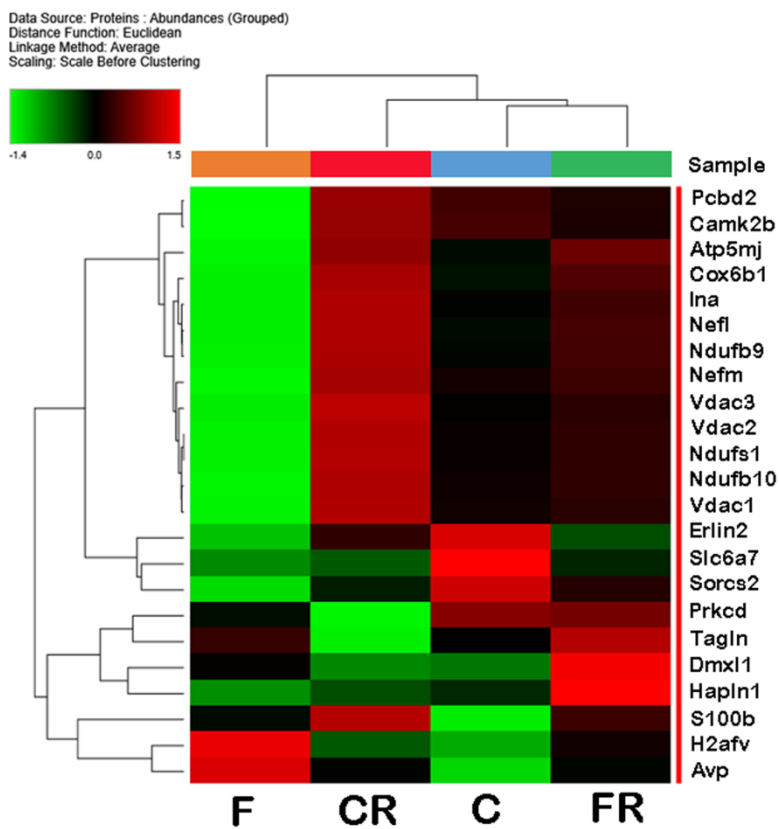 Data Source: Proteins : Abundances (Grouped)
Distance Function: Euclidean
Linkage Method: Average
Scaling: Scale Before Clustering
-1.4 0.0 1.5
Sample
Pcbd2
Camk2b
Atp5mj
Cox6b1
Ina
Nefl
Ndufb9
Nefm
Vdac3
Vdac2
Ndufs1
Ndufb10
Vdac1
Erlin2
Slc6a7
Sorcs2
Prkcd
Tagln
Dmxl1
Hapln1
S100b
H2afv
Avp
F CR C FR